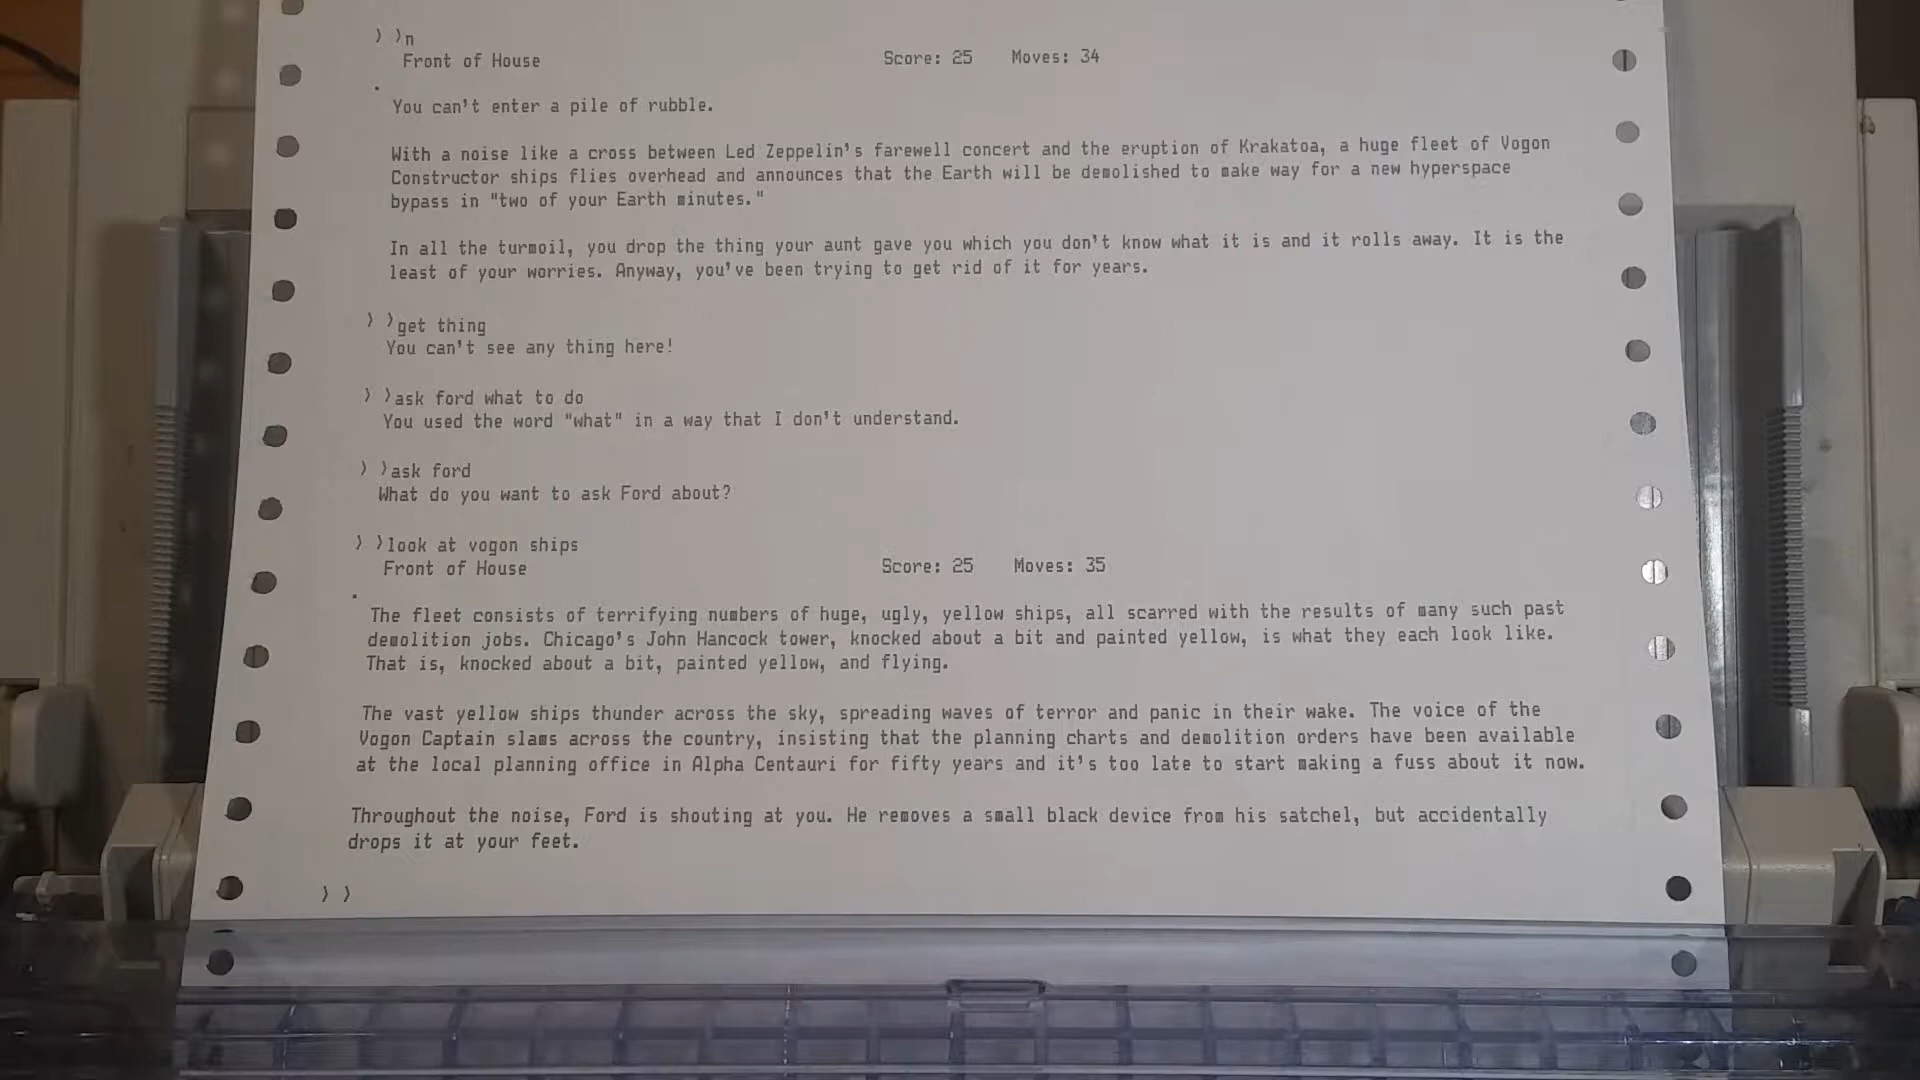 > >n
Front of House Score: 25 Moves: 34
.
You can't enter a pile of rubble.
With a noise like a cross between Led Zeppelin's farewell concert and the eruption of Krakatoa, a huge fleet of Vogon
Constructor ships flies overhead and announces that the Earth will be demolished to make way for a new hyperspace
bypass in "two of your Earth minutes."
In all the turmoil, you drop the thing your aunt gave you which you don't know what it is and it rolls away. It is the
least of your worries. Anyway, you've been trying to get rid of it for years.
> >get thing
You can't see any thing here!
> >ask ford what to do
You used the word "what" in a way that I don't understand.
> >ask ford
What do you want to ask Ford about?
> >look at vogon ships
Front of House Score: 25 Moves: 35
.
The fleet consists of terrifying numbers of huge, ugly, yellow ships, all scarred with the results of many such past
demolition jobs. Chicago's John Hancock tower, knocked about a bit and painted yellow, is what they each look like.
That is, knocked about a bit, painted yellow, and flying.
The vast yellow ships thunder across the sky, spreading waves of terror and panic in their wake. The voice of the
Vogon Captain slams across the country, insisting that the planning charts and demolition orders have been available
at the local planning office in Alpha Centauri for fifty years and it's too late to start making a fuss about it now.
Throughout the noise, Ford is shouting at you. He removes a small black device from his satchel, but accidentally
drops it at your feet.
> >